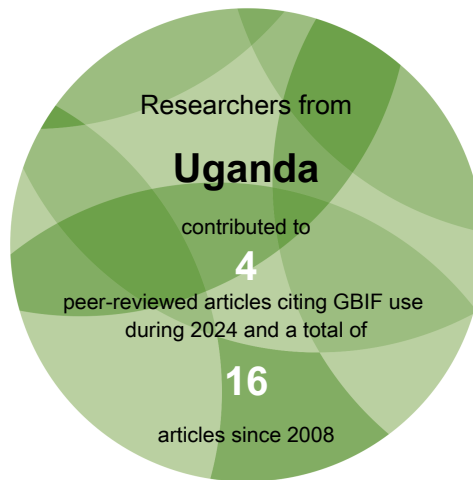 Researchers from
Uganda
contributed to
4
peer-reviewed articles citing GBIF use
during 2024 and a total of
16
articles since 2008